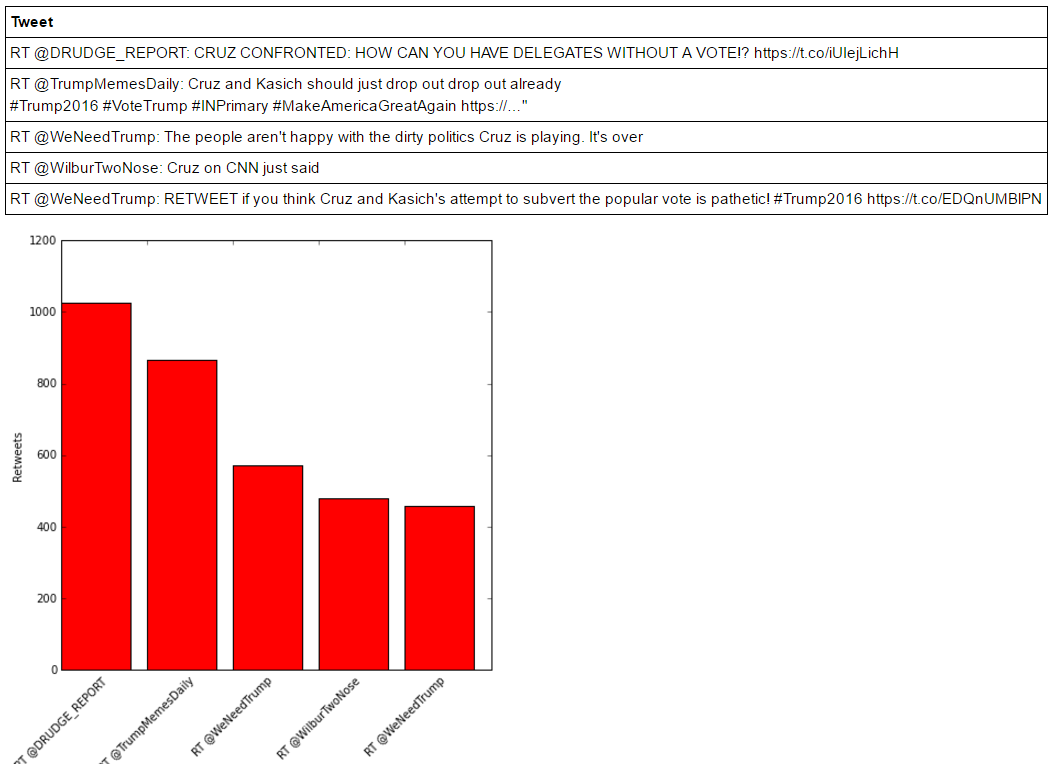 Tweet
RT @DRUDGE_REPORT: CRUZ CONFRONTED: HOW CAN YOU HAVE DELEGATES WITHOUT A VOTE!? https://t.co/iUlejLichH
RT @TrumpMemesDaily: Cruz and Kasich should just drop out drop out already
#Trump2016 #VoteTrump #INPrimary #MakeAmericaGreatAgain https://…"
RT @WeNeedTrump: The people aren't happy with the dirty politics Cruz is playing. It's over
RT @WilburTwoNose: Cruz on CNN just said
RT @WeNeedTrump: RETWEET if you think Cruz and Kasich's attempt to subvert the popular vote is pathetic! #Trump2016 https://t.co/EDQnUMBlPN
1200
1000
800
600
400
200
0
Retweets
RT @DRUDGE_REPORT
RT @TrumpMemesDaily
RT @WeNeedTrump
RT @WilburTwoNose
RT @WeNeedTrump